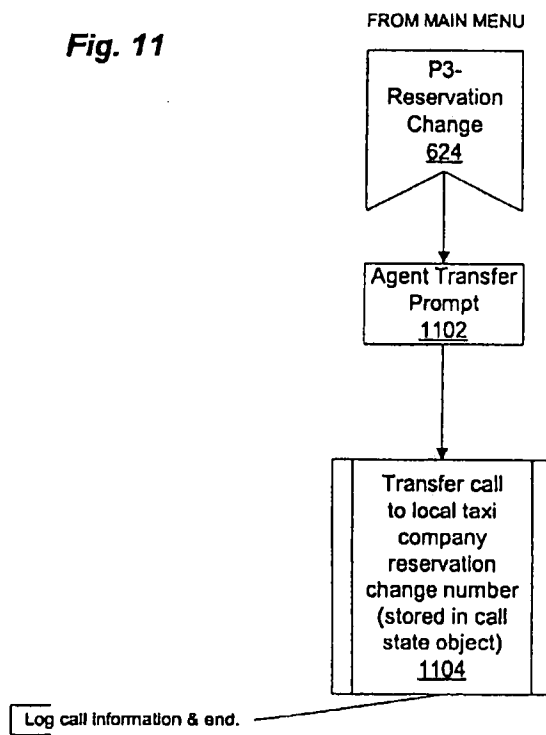 Fig. 11
FROM MAIN MENU
P3-
Reservation
Change
624
Agent Transfer
Prompt
1102
Transfer call
to local taxi
company
reservation
change number
(stored in call
state object)
1104
Log call information & end.